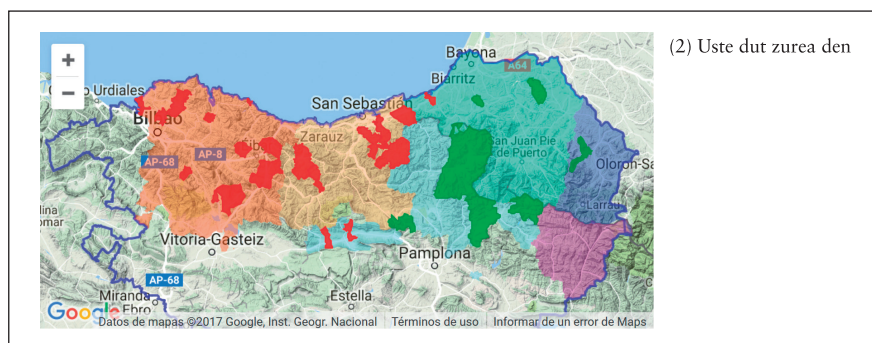 (2) Uste dut zurea den
+
−
Bayona
A64
Biarritz
Urdiales
San Sebastián
Bilbao
Zarauz
AP-8
AP-68
San Juan Pie
de Puerto
Oloron-Sa
Larrau
Vitoria-Gasteiz
Pamplona
AP-68
Miranda
Ebro
Estella
Google
Datos de mapas ©2017 Google, Inst. Geogr. Nacional
Términos de uso
Informar de un error de Maps